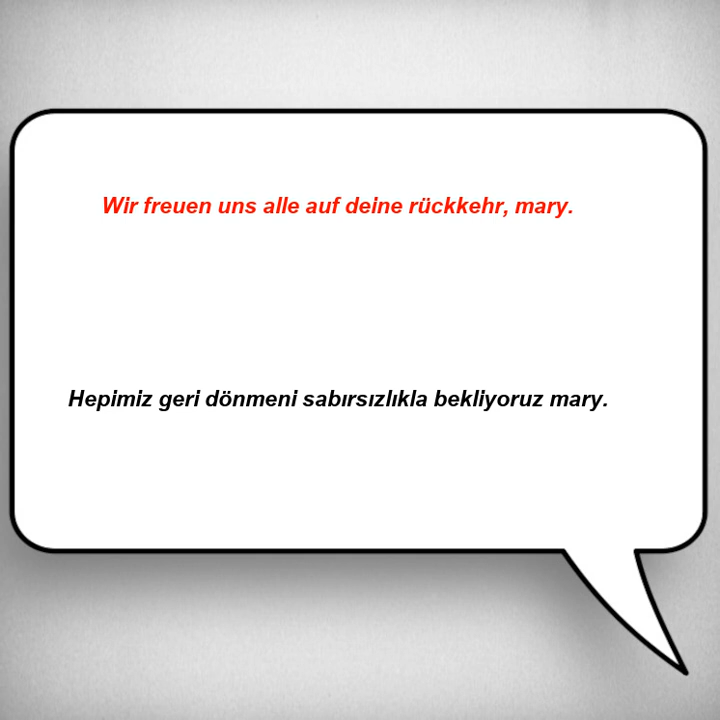 Wir freuen uns alle auf deine rückkehr, mary.
Hepimiz geri dönmeni sabırsızlıkla bekliyoruz mary.